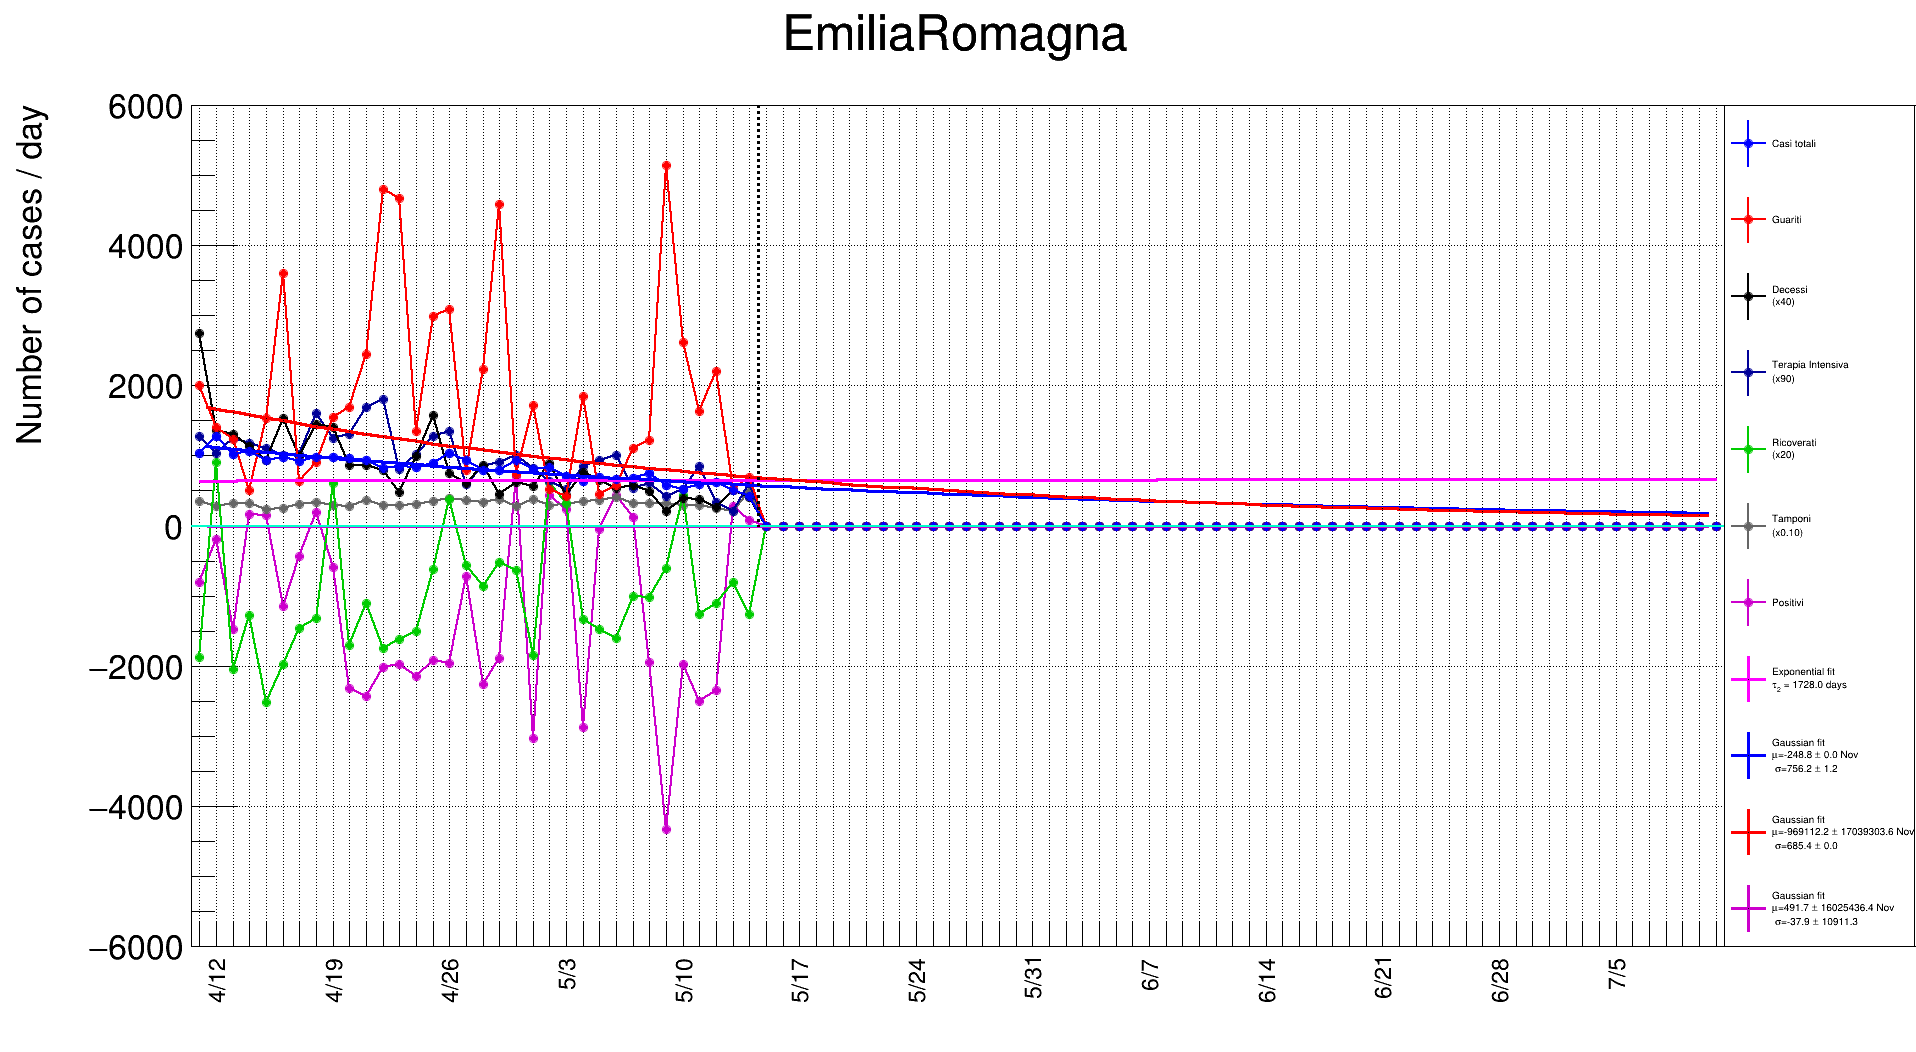 EmiliaRomagna
Number of cases / day
6000
4000
2000
0
−2000
−4000
−6000
4/12
4/19
4/26
5/3
5/10
5/17
5/24
5/31
6/7
6/14
6/21
6/28
7/5
Casi totali
Guariti
Decessi
(x40)
Terapia Intensiva
(x90)
Ricoverati
(x20)
Tamponi
(x0.10)
Positivi
Exponential fit
τ2 = 1728.0 days
Gaussian fit
μ=-248.8 ± 0.0 Nov
σ=756.2 ± 1.2
Gaussian fit
μ=-969112.2 ± 17039303.6 Nov
σ=685.4 ± 0.0
Gaussian fit
μ=491.7 ± 16025436.4 Nov
σ=-37.9 ± 10911.3